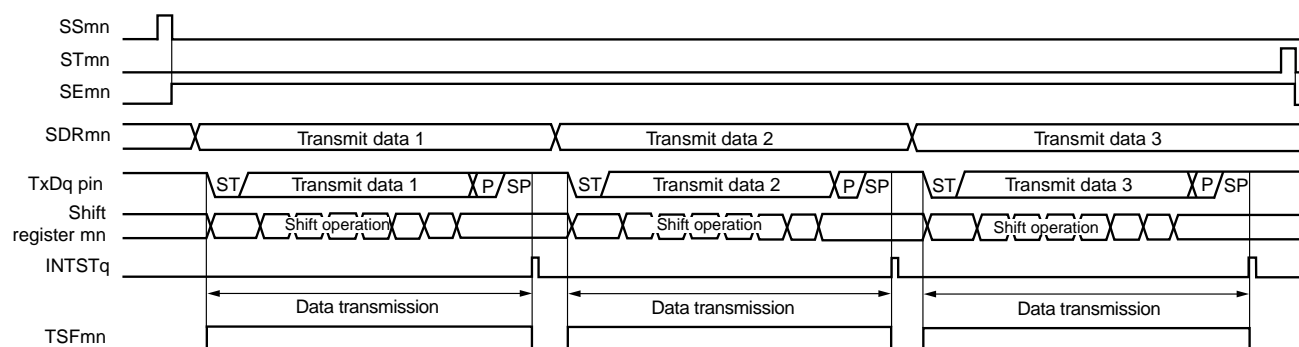 SSmn
STmn
SEmn
SDRmn Transmit data 1 Transmit data 2 Transmit data 3
TxDq pin ST Transmit data 1 P SP ST Transmit data 2 P SP ST Transmit data 3 P SP
Shift
register mn Shift operation Shift operation Shift operation
INTSTq
Data transmission Data transmission Data transmission
TSFmn